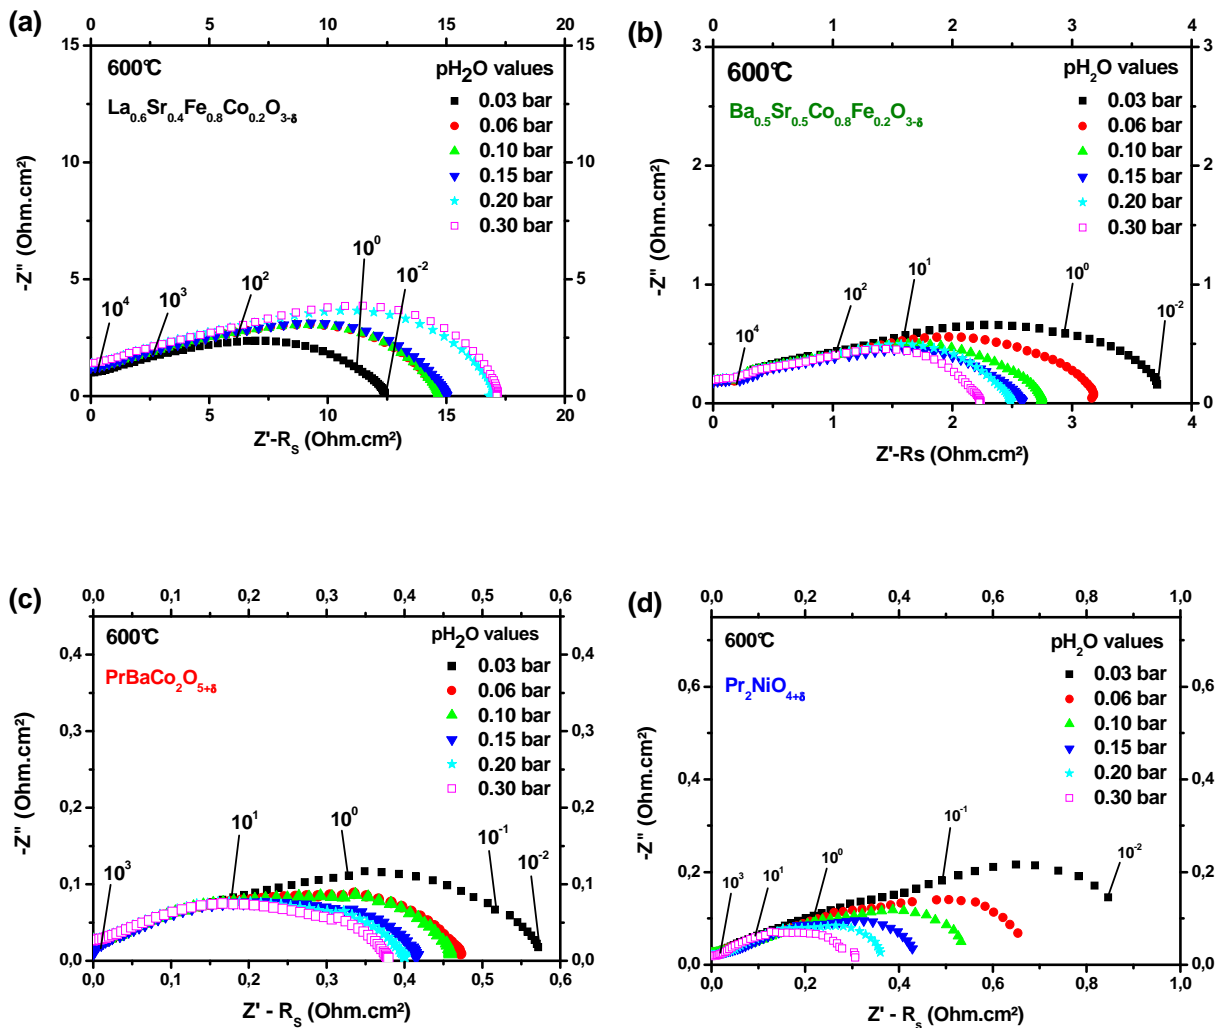 (a)
0 5 10 15 20
15 15
10 10
5 5
0 0
0 5 10 15 20
600°C
La0.6Sr0.4Fe0.8Co0.2O3-δ
pH2O values
0.03 bar
0.06 bar
0.10 bar
0.15 bar
0.20 bar
0.30 bar
10^4 10^3 10^2 10^0 10^-2
-Z" (Ohm.cm²)
Z'-RS (Ohm.cm²)
(b)
0 1 2 3 4
3 3
2 2
1 1
0 0
0 1 2 3 4
600°C
Ba0.5Sr0.5Co0.8Fe0.2O3-δ
pH2O values
0.03 bar
0.06 bar
0.10 bar
0.15 bar
0.20 bar
0.30 bar
10^4 10^2 10^1 10^0 10^-2
-Z" (Ohm.cm²)
Z'-Rs (Ohm.cm²)
(c)
0,0 0,1 0,2 0,3 0,4 0,5 0,6
0,4 0,4
0,3 0,3
0,2 0,2
0,1 0,1
0,0 0,0
0,0 0,1 0,2 0,3 0,4 0,5 0,6
600°C
PrBaCo2O5+δ
pH2O values
0.03 bar
0.06 bar
0.10 bar
0.15 bar
0.20 bar
0.30 bar
10^3 10^1 10^0 10^-1 10^-2
-Z" (Ohm.cm²)
Z' - RS (Ohm.cm²)
(d)
0,0 0,2 0,4 0,6 0,8 1,0
0,6 0,6
0,4 0,4
0,2 0,2
0,0 0,0
0,0 0,2 0,4 0,6 0,8 1,0
600°C
Pr2NiO4+δ
pH2O values
0.03 bar
0.06 bar
0.10 bar
0.15 bar
0.20 bar
0.30 bar
10^3 10^1 10^0 10^-1 10^-2
-Z" (Ohm.cm²)
Z' - Rs (Ohm.cm²)